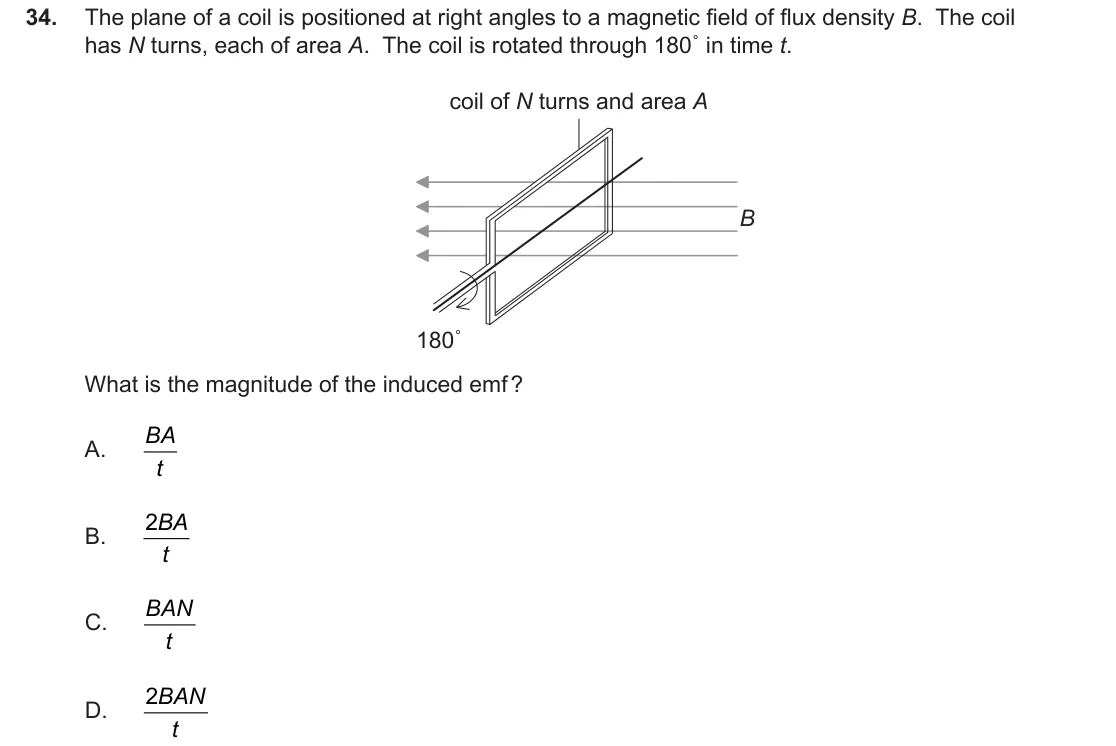 34. The plane of a coil is positioned at right angles to a magnetic field of flux density B. The coil
has N turns, each of area A. The coil is rotated through 180° in time t.
coil of N turns and area A
B
180°
What is the magnitude of the induced emf?
A. BA
t
B. 2BA
t
C. BAN
t
D. 2BAN
t